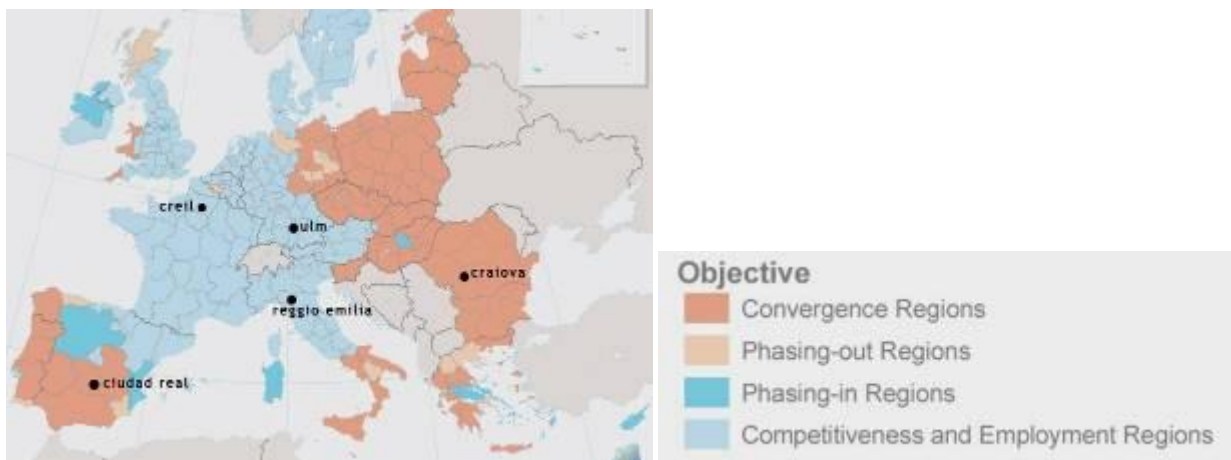 creil
ulm
craiova
reggio emilia
ciudad real
Objective
Convergence Regions
Phasing-out Regions
Phasing-in Regions
Competitiveness and Employment Regions